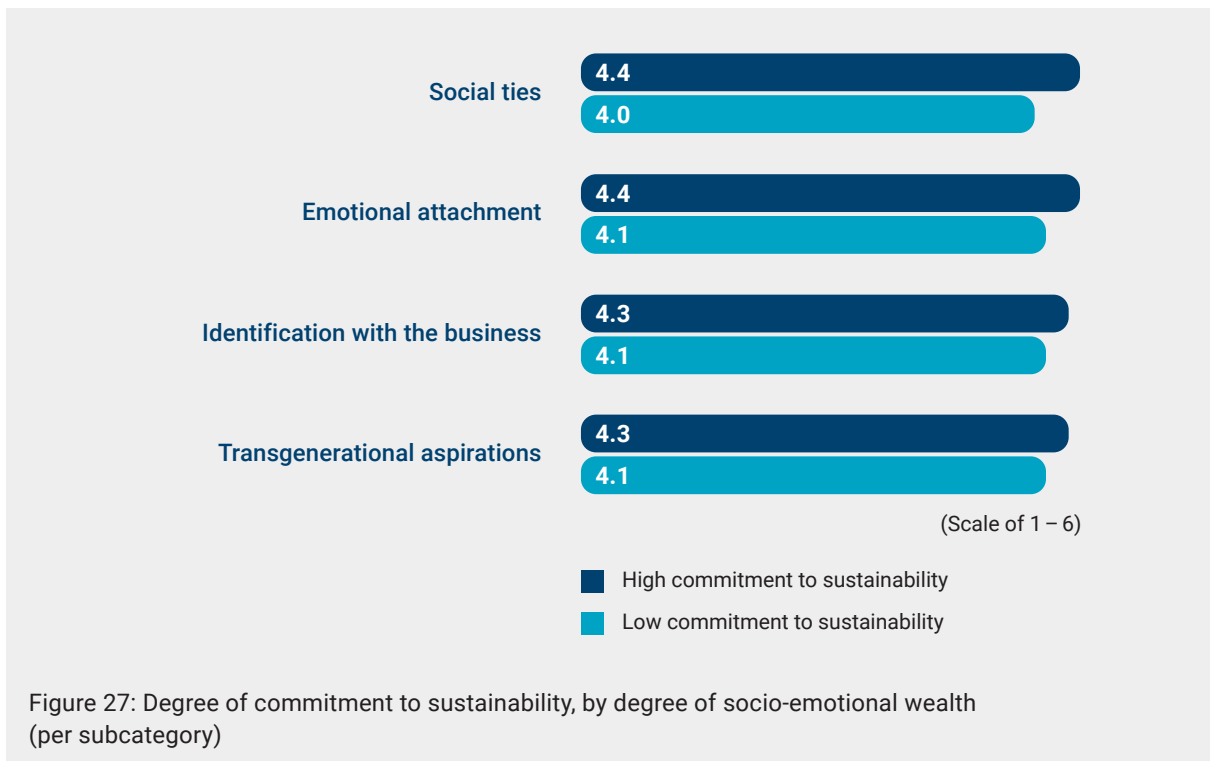 Social ties
4.4
4.0
Emotional attachment
4.4
4.1
Identification with the business
4.3
4.1
Transgenerational aspirations
4.3
4.1
(Scale of 1 – 6)
High commitment to sustainability
Low commitment to sustainability
Figure 27: Degree of commitment to sustainability, by degree of socio-emotional wealth
(per subcategory)